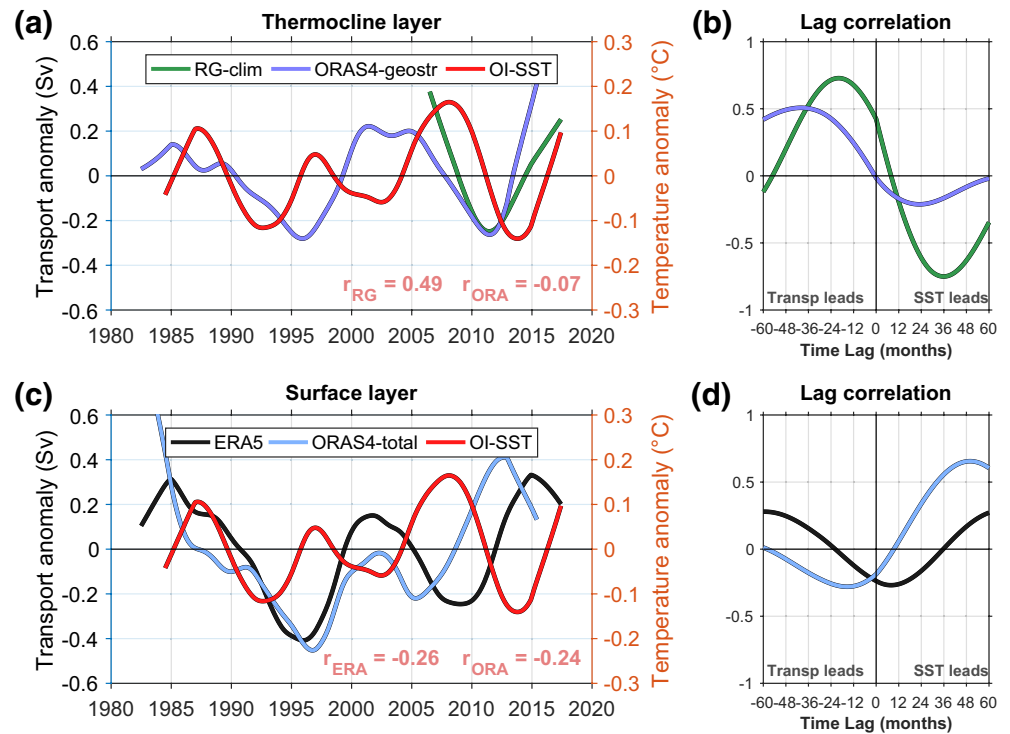 (a)
Thermocline layer
RG-clim ORAS4-geostr OI-SST
Transport anomaly (Sv)
0.6
0.4
0.2
0
-0.2
-0.4
-0.6
Temperature anomaly (°C)
0.3
0.2
0.1
0
-0.1
-0.2
-0.3
r_RG = 0.49 r_ORA = -0.07
1980 1985 1990 1995 2000 2005 2010 2015 2020
(b)
Lag correlation
1
0.5
0
-0.5
-1
Transp leads SST leads
-60-48-36-24-12 0 12 24 36 48 60
Time Lag (months)
(c)
Surface layer
ERA5 ORAS4-total OI-SST
Transport anomaly (Sv)
0.6
0.4
0.2
0
-0.2
-0.4
-0.6
Temperature anomaly (°C)
0.3
0.2
0.1
0
-0.1
-0.2
-0.3
r_ERA = -0.26 r_ORA = -0.24
1980 1985 1990 1995 2000 2005 2010 2015 2020
(d)
Lag correlation
1
0.5
0
-0.5
-1
Transp leads SST leads
-60-48-36-24-12 0 12 24 36 48 60
Time Lag (months)